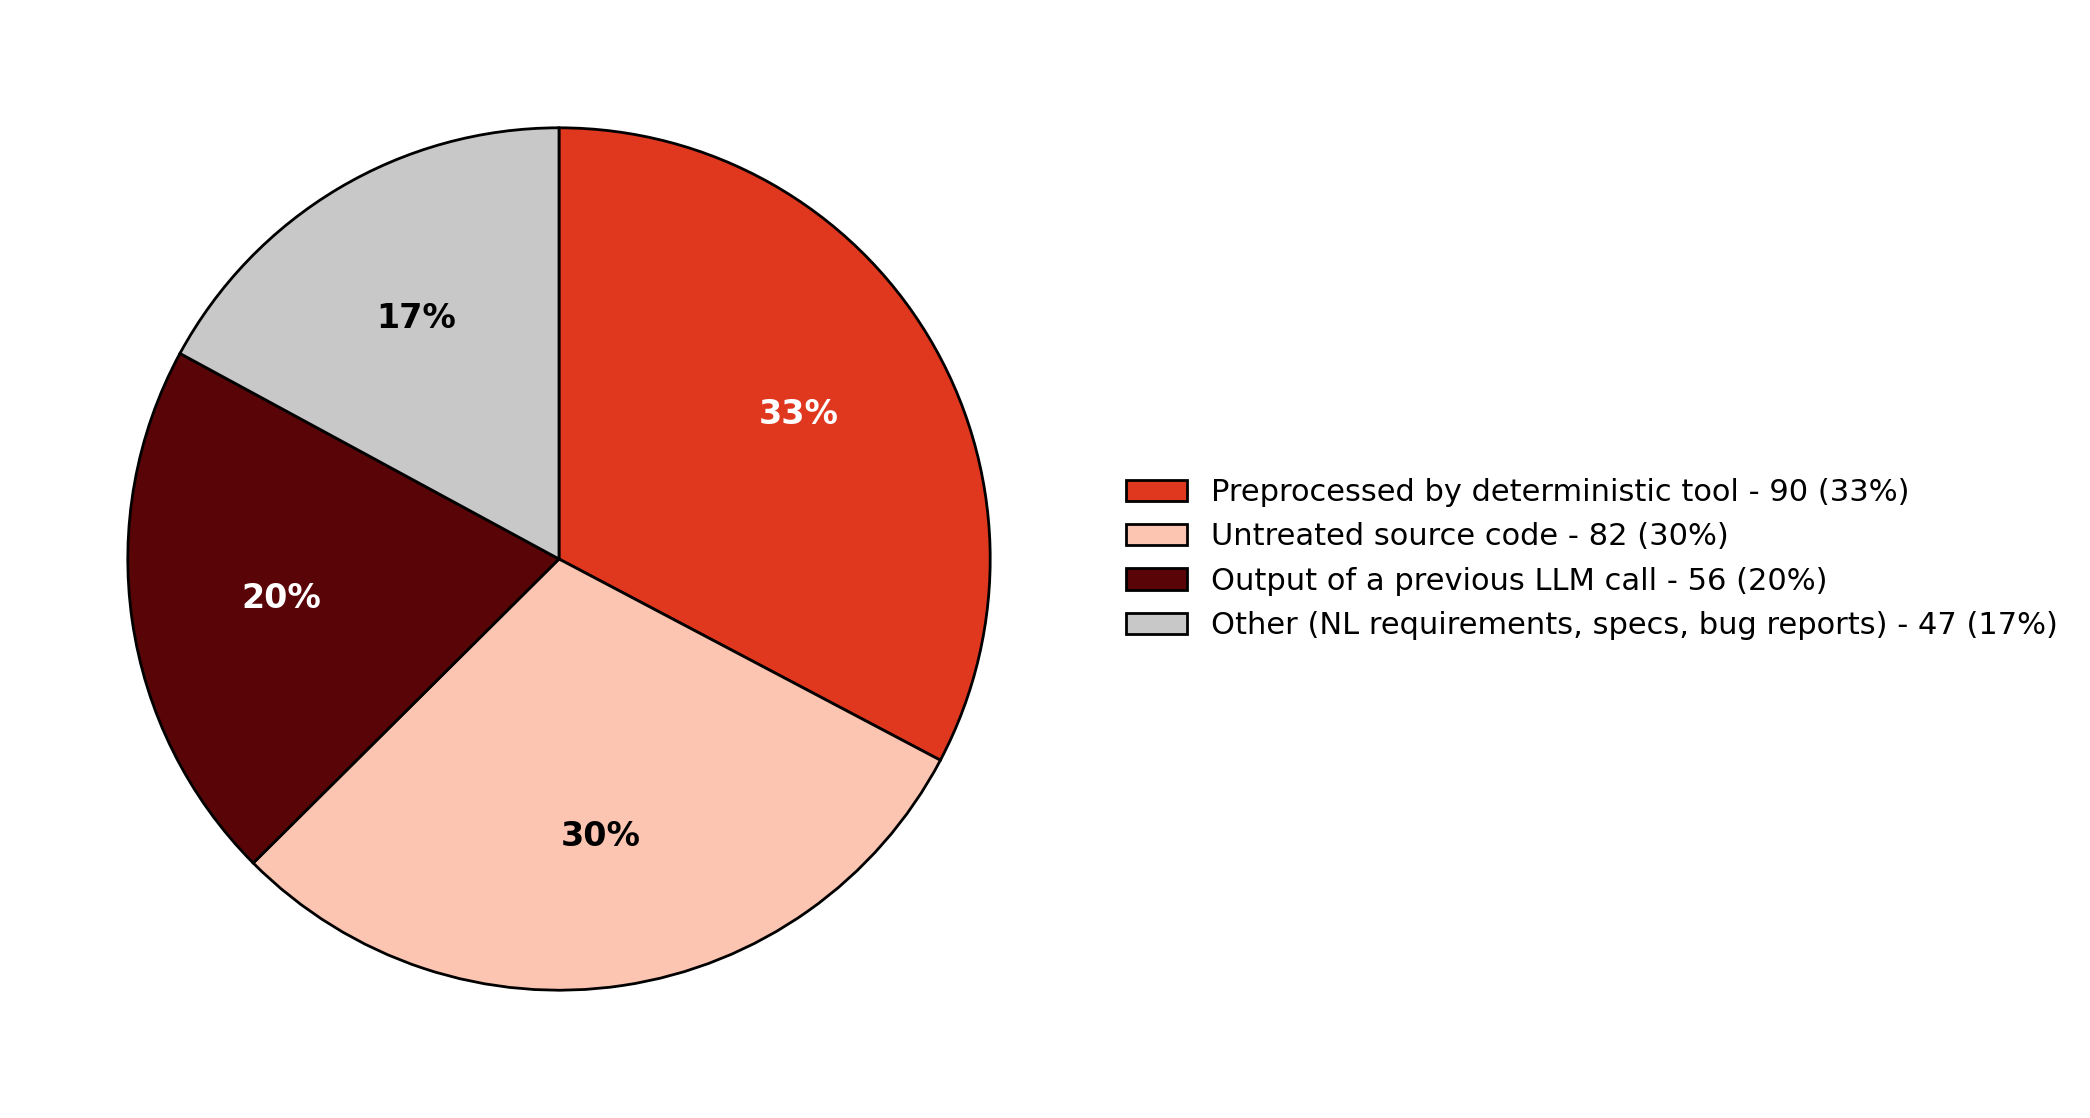 17%
33%
20%
30%
Preprocessed by deterministic tool - 90 (33%)
Untreated source code - 82 (30%)
Output of a previous LLM call - 56 (20%)
Other (NL requirements, specs, bug reports) - 47 (17%)